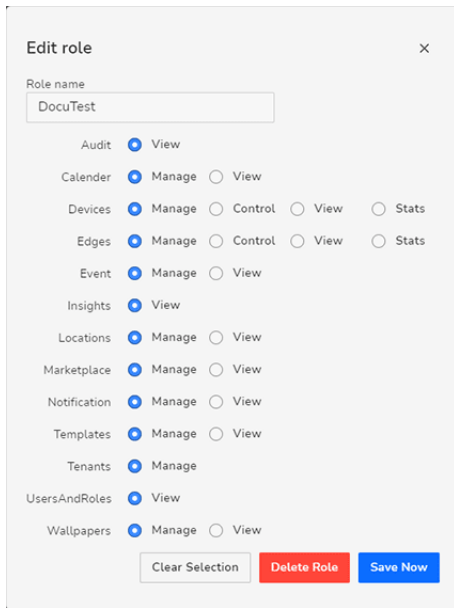 Edit role
Role name
DocuTest
Audit View
Calender Manage View
Devices Manage Control View Stats
Edges Manage Control View Stats
Event Manage View
Insights View
Locations Manage View
Marketplace Manage View
Notification Manage View
Templates Manage View
Tenants Manage
UsersAndRoles View
Wallpapers Manage View
Clear Selection Delete Role Save Now